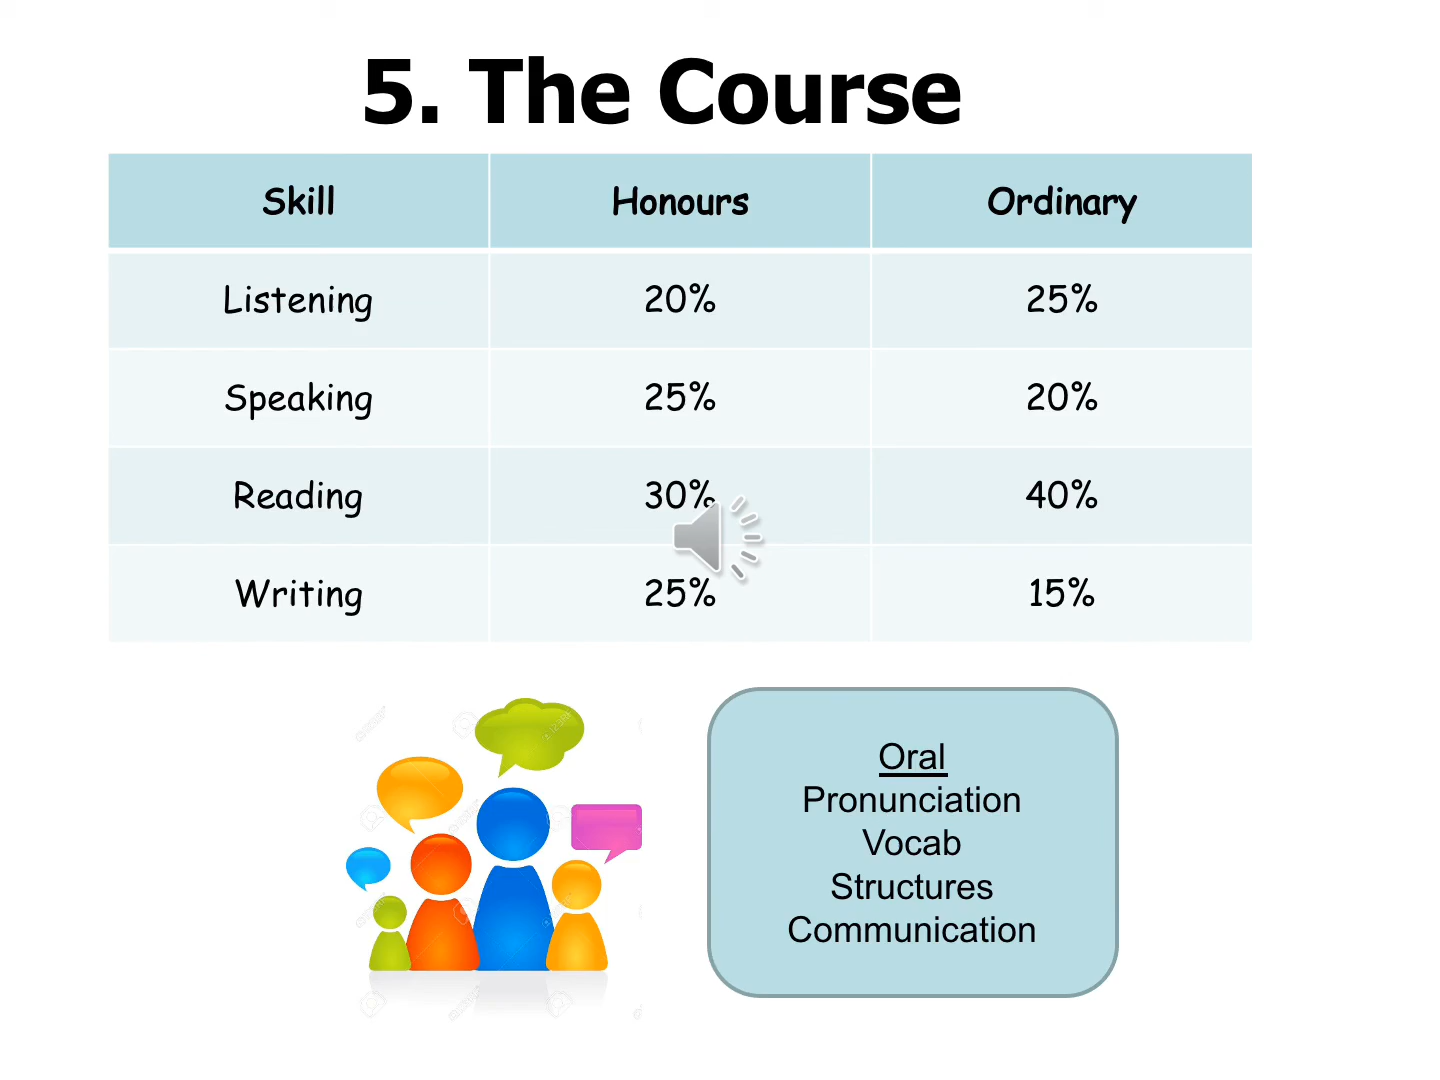 5. The Course
Skill Honours Ordinary
Listening 20% 25%
Speaking 25% 20%
Reading 30% 40%
Writing 25% 15%
Oral
Pronunciation
Vocab
Structures
Communication